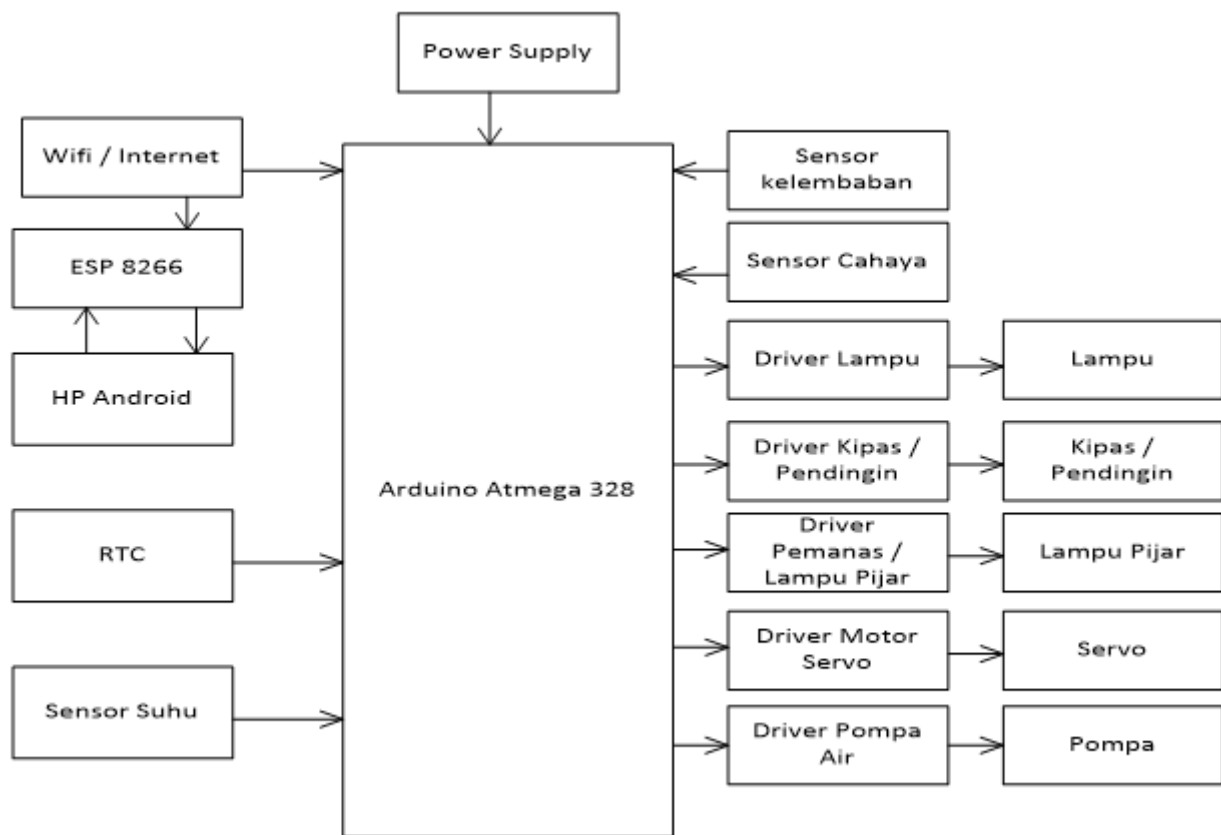 Power Supply
Wifi / Internet
ESP 8266
HP Android
RTC
Sensor Suhu
Arduino Atmega 328
Sensor
kelembaban
Sensor Cahaya
Driver Lampu
Lampu
Driver Kipas /
Pendingin
Kipas /
Pendingin
Driver
Pemanas /
Lampu Pijar
Lampu Pijar
Driver Motor
Servo
Servo
Driver Pompa
Air
Pompa